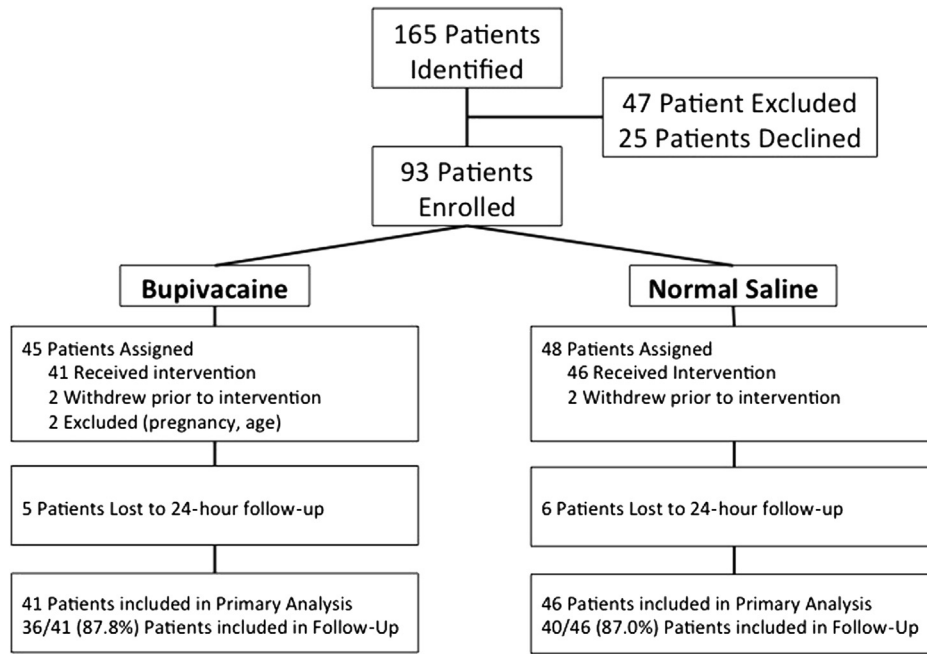 165 Patients
Identified
47 Patient Excluded
25 Patients Declined
93 Patients
Enrolled
Bupivacaine
45 Patients Assigned
41 Received intervention
2 Withdrew prior to intervention
2 Excluded (pregnancy, age)
5 Patients Lost to 24-hour follow-up
41 Patients included in Primary Analysis
36/41 (87.8%) Patients included in Follow-Up
Normal Saline
48 Patients Assigned
46 Received Intervention
2 Withdrew prior to intervention
6 Patients Lost to 24-hour follow-up
46 Patients included in Primary Analysis
40/46 (87.0%) Patients included in Follow-Up